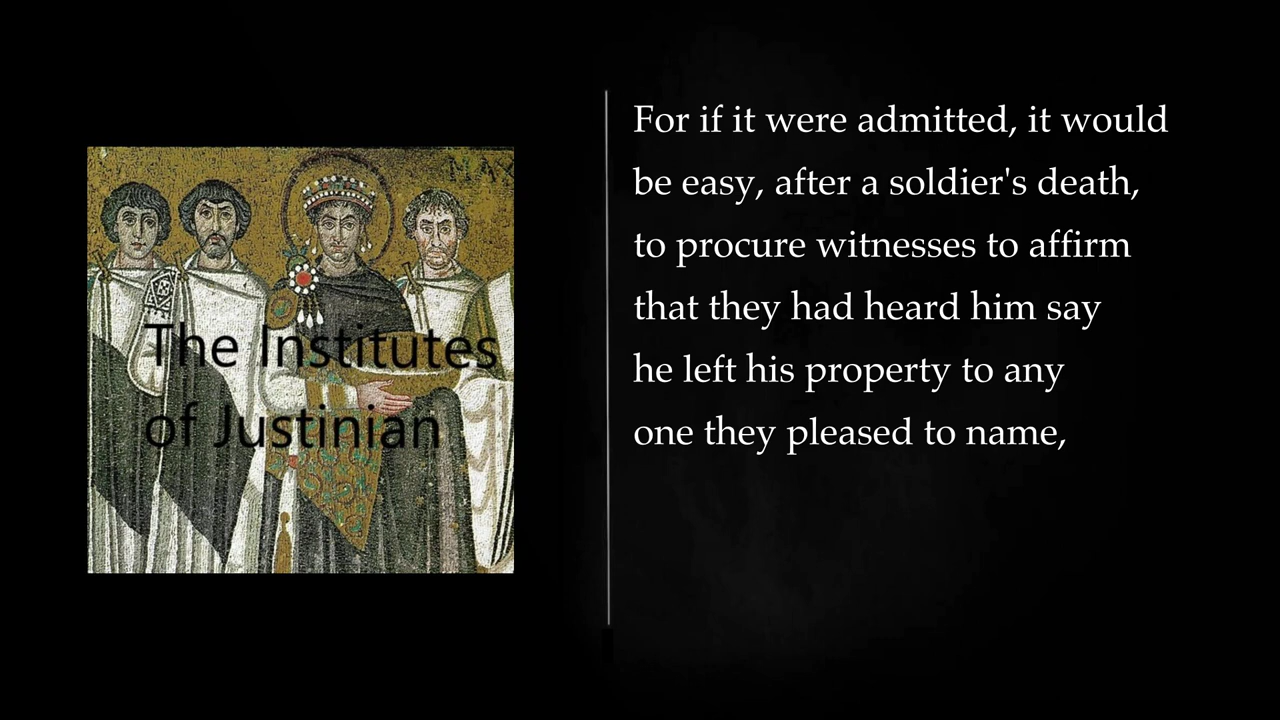 MAX
The Institutes
of Justinian
For if it were admitted, it would
be easy, after a soldier's death,
to procure witnesses to affirm
that they had heard him say
he left his property to any
one they pleased to name,